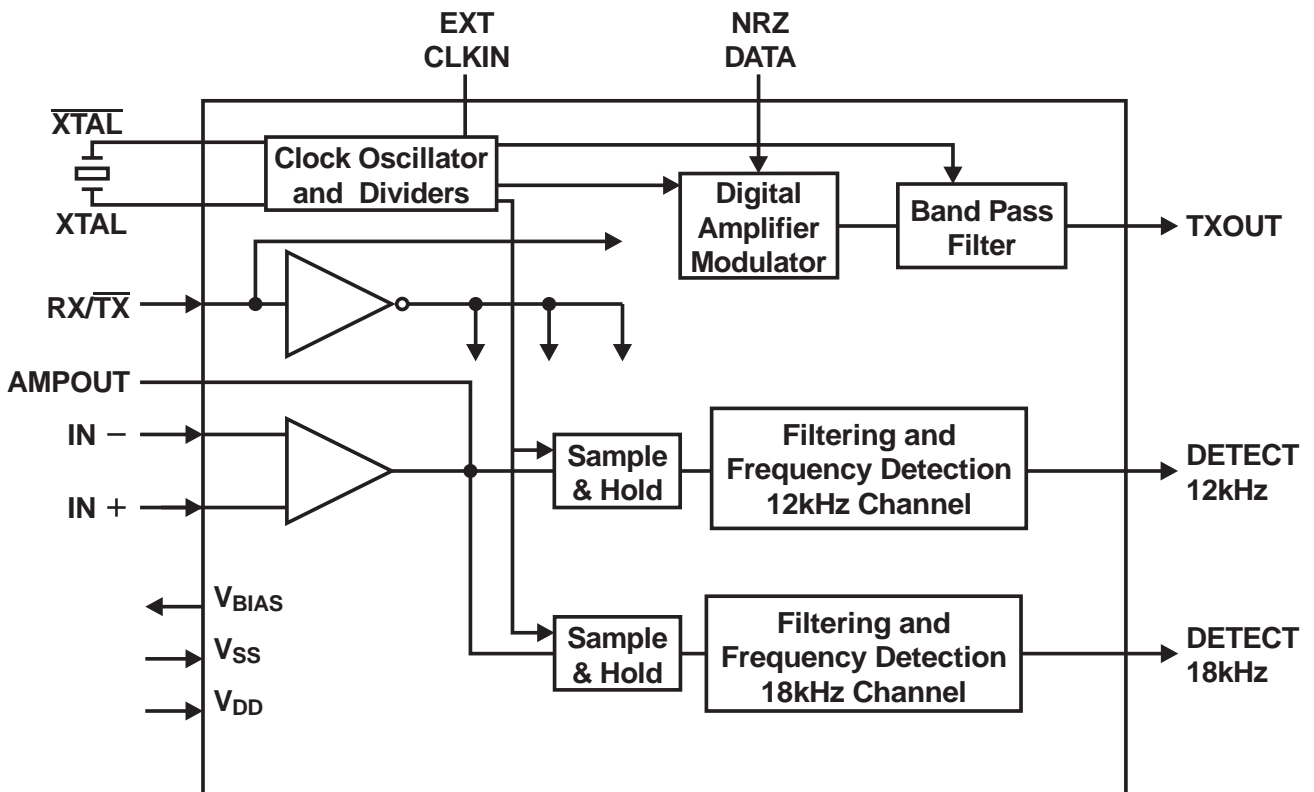 EXT
CLKIN
NRZ
DATA
XTAL
XTAL
Clock Oscillator
and Dividers
Digital
Amplifier
Modulator
Band Pass
Filter
TXOUT
RX/TX
AMPOUT
IN −
IN +
Sample
& Hold
Filtering and
Frequency Detection
12kHz Channel
DETECT
12kHz
VBIAS
VSS
VDD
Sample
& Hold
Filtering and
Frequency Detection
18kHz Channel
DETECT
18kHz